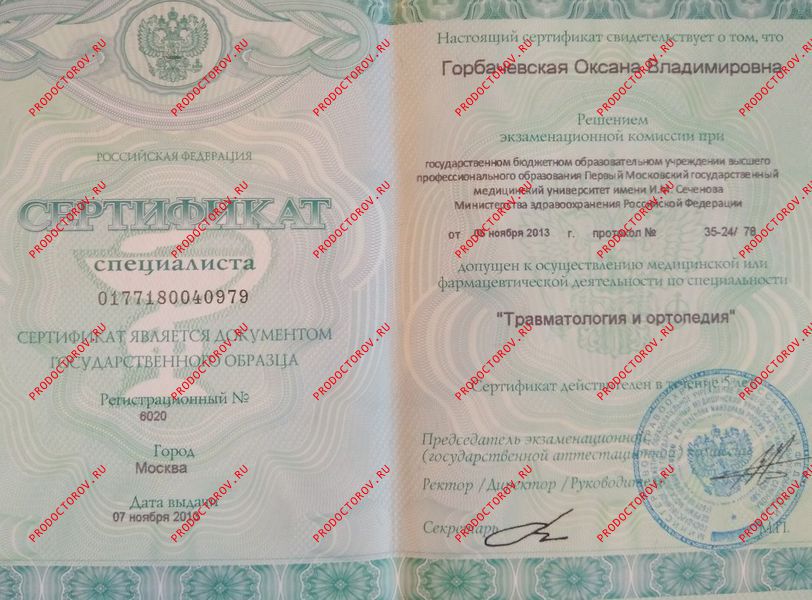 РОССИЙСКАЯ ФЕДЕРАЦИЯ
СЕРТИФИКАТ
специалиста
0177180040979
СЕРТИФИКАТ ЯВЛЯЕТСЯ ДОКУМЕНТОМ
ГОСУДАРСТВЕННОГО ОБРАЗЦА
Регистрационный №
6020
Город
Москва
Дата выдачи
07 ноября 2013
Настоящий сертификат свидетельствует о том, что
Горбачевская Оксана Владимировна
Решением
экзаменационной комиссии при
государственном бюджетном образовательном учреждении высшего
профессионального образования Первый Московский государственный
медицинский университет имени И.М. Сеченова
Министерства здравоохранения Российской Федерации
от ноября 2013 г. протокол № 35-24/ 78
допущен к осуществлению медицинской или
фармацевтической деятельности по специальности
"Травматология и ортопедия"
Сертификат действителен в течение 5 лет
Председатель экзаменационной
(государственной аттестационной) комиссии
Ректор /Директор /Руководитель
Секретарь
М.П.
PRODOCTOROV.RU